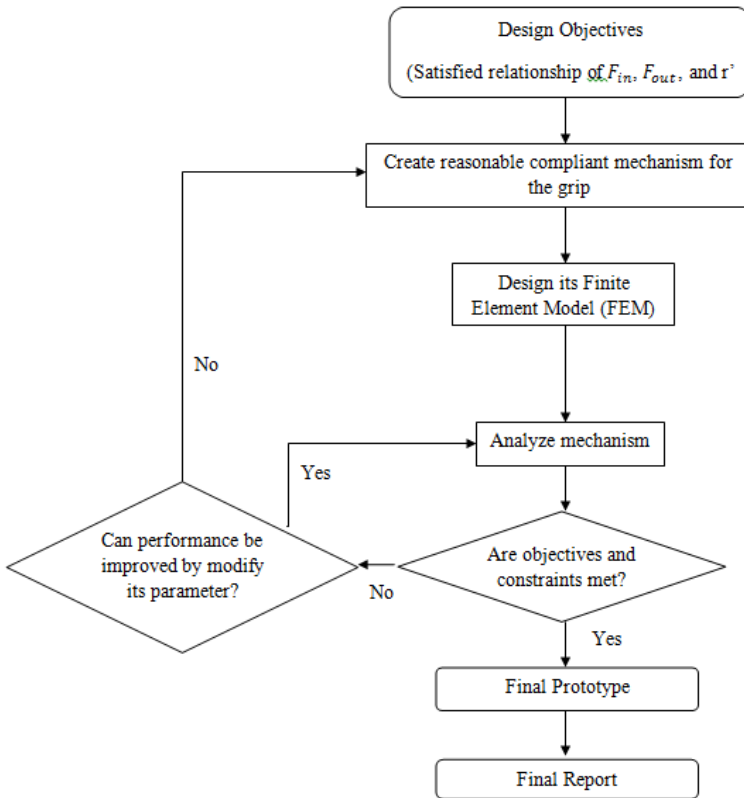 Design Objectives
(Satisfied relationship of F_in, F_out, and r'
Create reasonable compliant mechanism for
the grip
Design its Finite
Element Model (FEM)
No
Analyze mechanism
Yes
Can performance be
improved by modify
its parameter?
Are objectives and
constraints met?
No
Yes
Final Prototype
Final Report